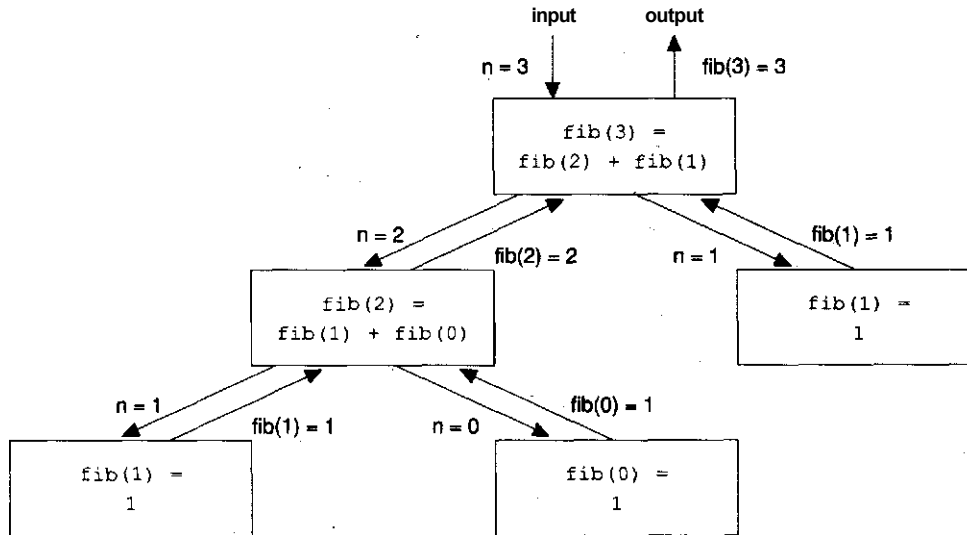 input output
n = 3 fib(3) = 3
fib(3) =
fib(2) + fib(1)
n = 2 fib(2) = 2 n = 1 fib(1) = 1
fib(2) =
fib(1) + fib(0)
fib(1) =
1
n = 1 fib(1) = 1 n = 0 fib(0) = 1
fib(1) =
1
fib(0) =
1